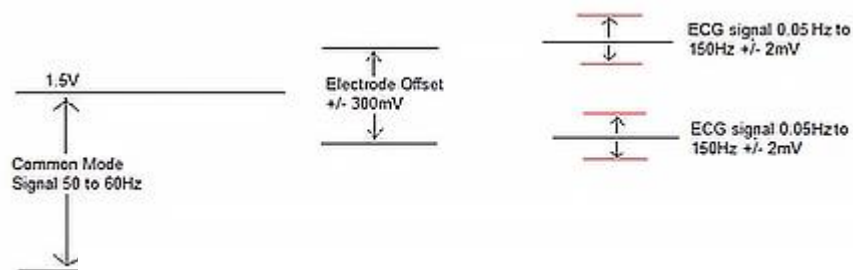 1.5V
Common Mode
Signal 50 to 60Hz
Electrode Offset
+/- 300mV
ECG signal 0.05 Hz to
150Hz +/- 2mV
ECG signal 0.05Hz to
150Hz +/- 2mV